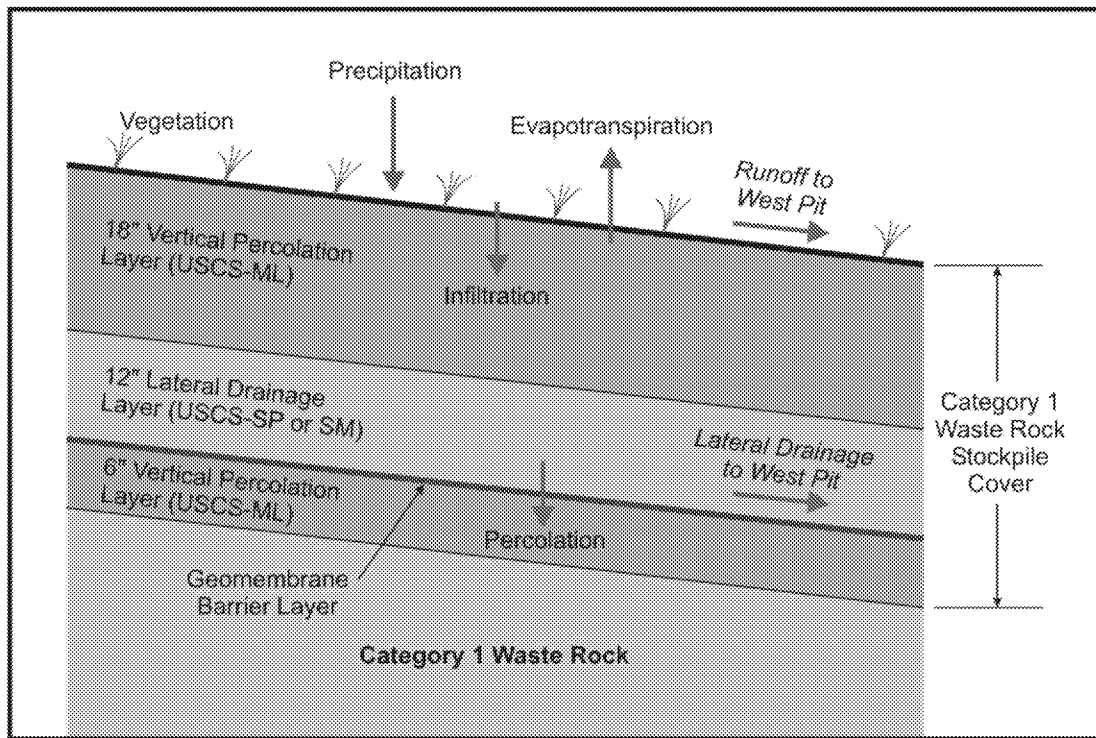 Precipitation
Vegetation
Evapotranspiration
Runoff to
West Pit
18" Vertical Percolation
Layer (USCS-ML)
Infiltration
12" Lateral Drainage
Layer (USCS-SP or SM)
Lateral Drainage
to West Pit
Category 1
Waste Rock
Stockpile
Cover
6" Vertical Percolation
Layer (USCS-ML)
Percolation
Geomembrane
Barrier Layer
Category 1 Waste Rock